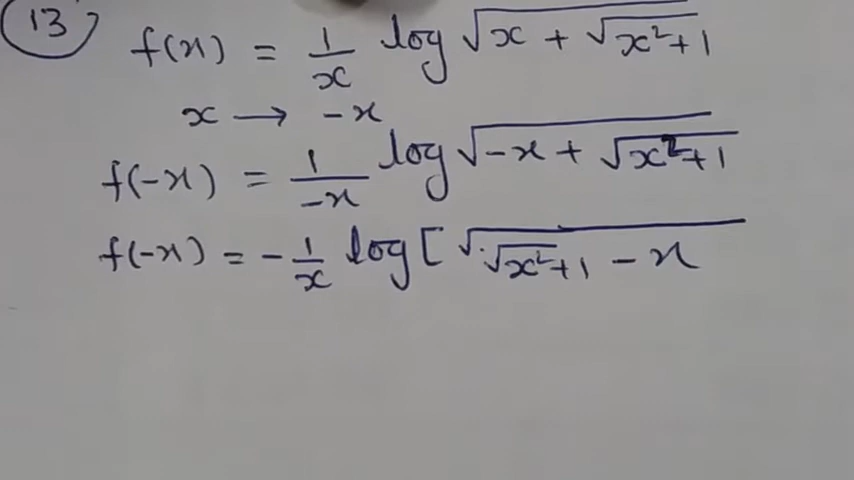 13
f(x) = 1/x log √(x + √(x²+1))
x → -x
f(-x) = 1/-x log √(-x + √(x²+1))
f(-x) = - 1/x log [ √(√(x²+1) - x)